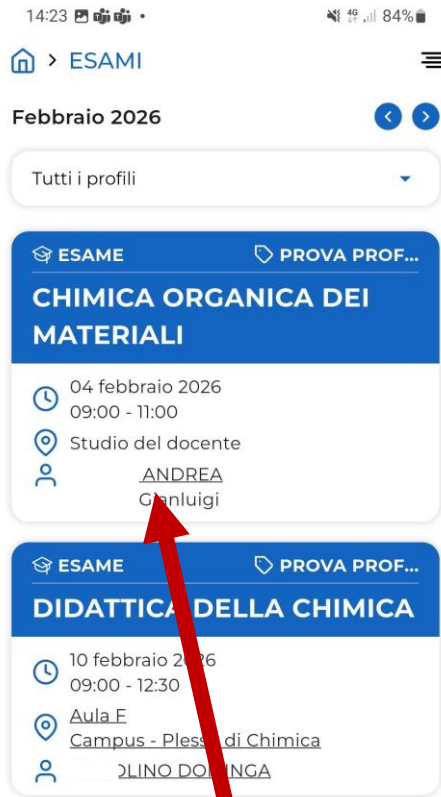 14:23
4G 84%
> ESAMI
Febbraio 2026
Tutti i profili
ESAME PROVA PROF...
CHIMICA ORGANICA DEI
MATERIALI
04 febbraio 2026
09:00 - 11:00
Studio del docente
ANDREA
Gianluigi
ESAME PROVA PROF...
DIDATTICA DELLA CHIMICA
10 febbraio 2026
09:00 - 12:30
Aula F
Campus - Plesso di Chimica